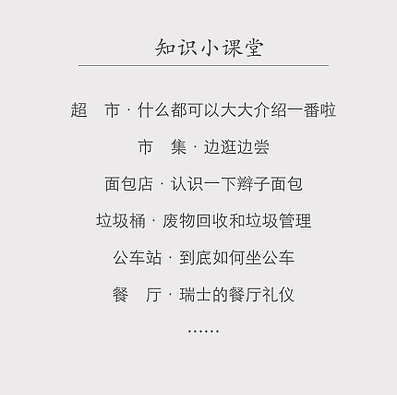 知识小课堂
超　市·什么都可以大大介绍一番啦
市　集·边逛边尝
面包店·认识一下辫子面包
垃圾桶·废物回收和垃圾管理
公车站·到底如何坐公车
餐　厅·瑞士的餐厅礼仪
……